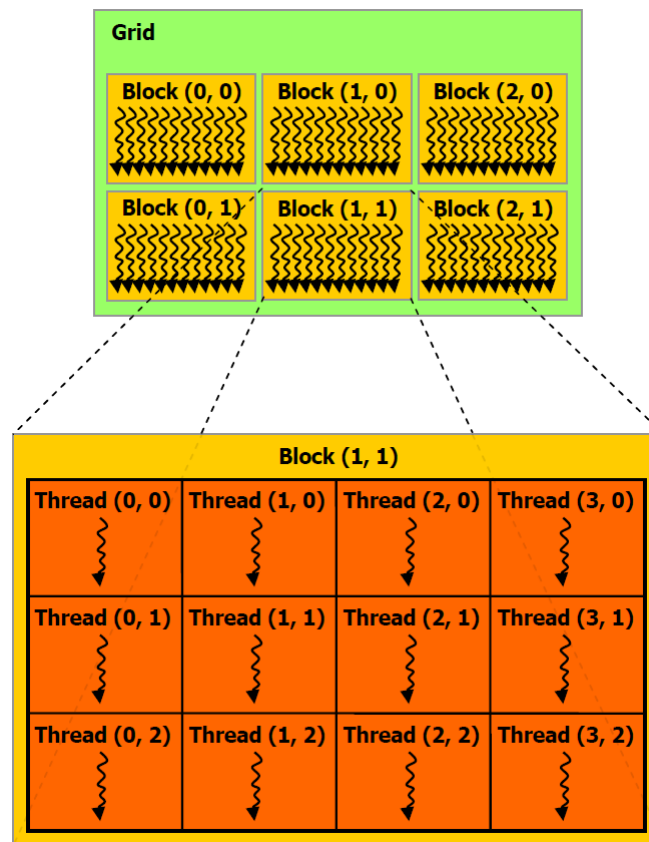 Grid
Block (0, 0) Block (1, 0) Block (2, 0)
Block (0, 1) Block (1, 1) Block (2, 1)
Block (1, 1)
Thread (0, 0) Thread (1, 0) Thread (2, 0) Thread (3, 0)
Thread (0, 1) Thread (1, 1) Thread (2, 1) Thread (3, 1)
Thread (0, 2) Thread (1, 2) Thread (2, 2) Thread (3, 2)